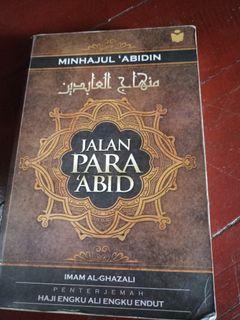 MINHAJUL 'ABIDIN
منهاج العابدين
JALAN
PARA
'ABID
IMAM AL-GHAZALI
PENTERJEMAH
HAJI ENGKU ALI ENGKU ENDUT